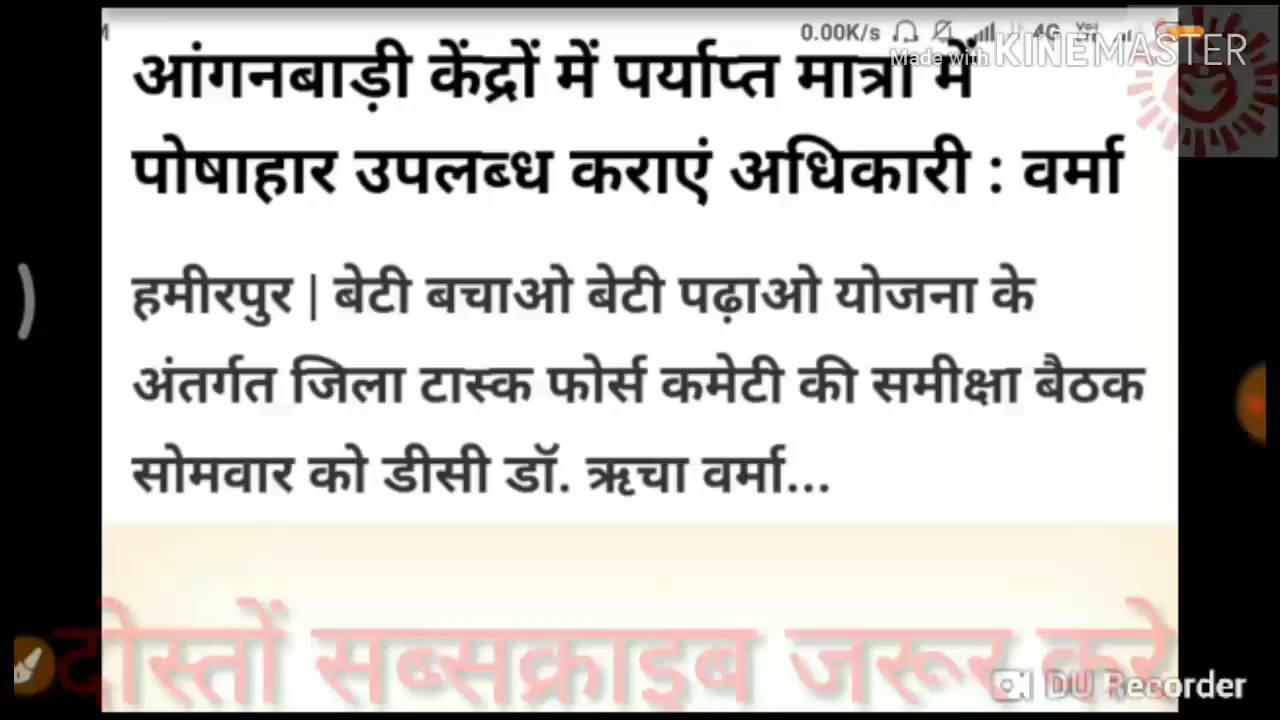 0.00K/s 4G
Made with KINEMASTER
आंगनबाड़ी केंद्रों में पर्याप्त मात्रा में
पोषाहार उपलब्ध कराएं अधिकारी : वर्मा
हमीरपुर | बेटी बचाओ बेटी पढ़ाओ योजना के
अंतर्गत जिला टास्क फोर्स कमेटी की समीक्षा बैठक
सोमवार को डीसी डॉ. ऋचा वर्मा...
दोस्तों सब्सक्राइब जरूर करे
DU Recorder